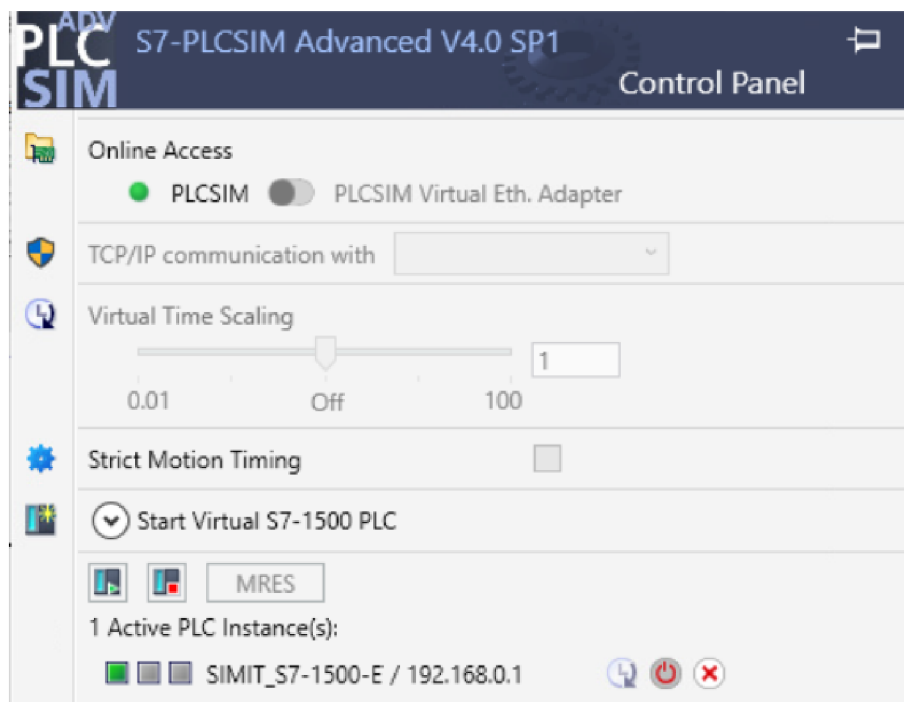 ADV
PLC
SIM
S7-PLCSIM Advanced V4.0 SP1
Control Panel
Online Access
PLCSIM PLCSIM Virtual Eth. Adapter
TCP/IP communication with
Virtual Time Scaling
1
0.01 Off 100
Strict Motion Timing
Start Virtual S7-1500 PLC
MRES
1 Active PLC Instance(s):
SIMIT_S7-1500-E / 192.168.0.1